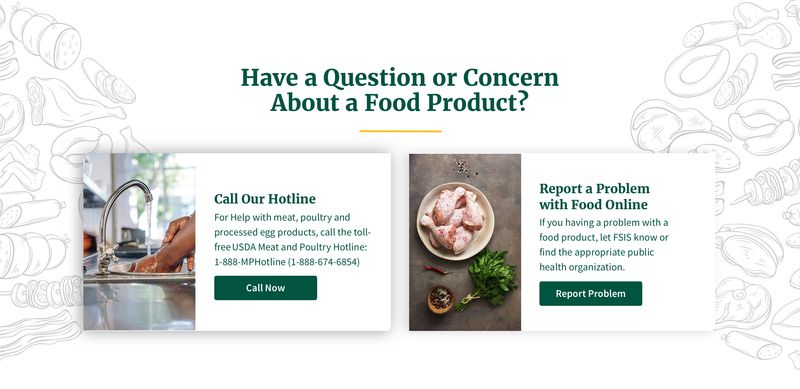 Have a Question or Concern
About a Food Product?
Call Our Hotline
For Help with meat, poultry and
processed egg products, call the toll-
free USDA Meat and Poultry Hotline:
1-888-MPHotline (1-888-674-6854)
Call Now
Report a Problem
with Food Online
If you having a problem with a
food product, let FSIS know or
find the appropriate public
health organization.
Report Problem